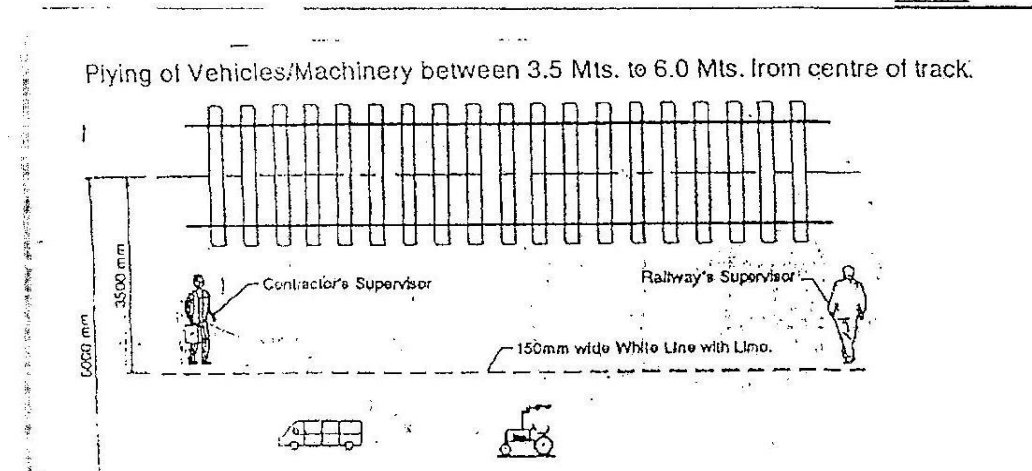 Plying of Vehicles/Machinery between 3.5 Mts. to 6.0 Mts. from centre of track.
Contractor's Supervisor
Railway's Supervisor
3500 mm
6000 mm
150mm wide White Line with Lime.